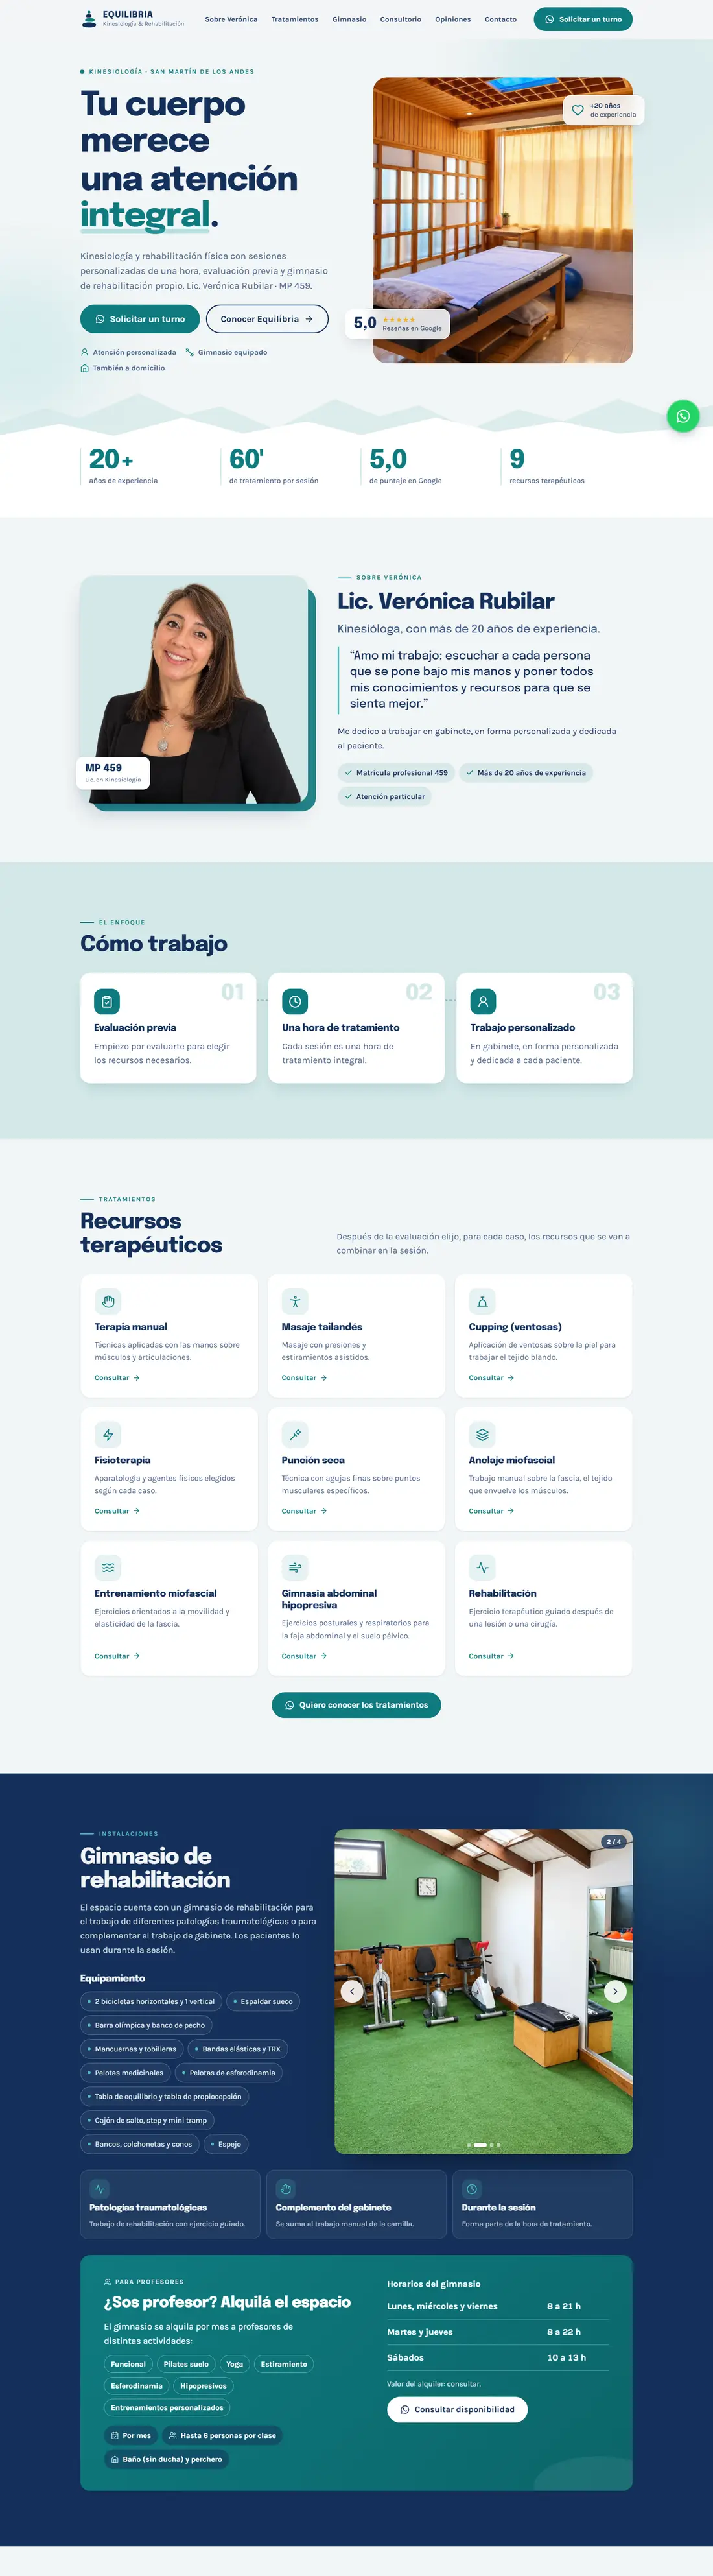 EQUILIBRIA
Kinesiología & Rehabilitación
Sobre Verónica
Tratamientos
Gimnasio
Consultorio
Opiniones
Contacto
Solicitar un turno
KINESIOLOGÍA · SAN MARTÍN DE LOS ANDES
Tu cuerpo
merece
una atención
integral.
Kinesiología y rehabilitación física con sesiones
personalizadas de una hora, evaluación previa y gimnasio
de rehabilitación propio. Lic. Verónica Rubilar · MP 459.
Solicitar un turno
Conocer Equilibria
Atención personalizada
Gimnasio equipado
También a domicilio
+20 años
de experiencia
5,0
Reseñas en Google
20+
años de experiencia
60'
de tratamiento por sesión
5,0
de puntaje en Google
9
recursos terapéuticos
MP 459
Lic. en Kinesiología
SOBRE VERÓNICA
Lic. Verónica Rubilar
Kinesióloga, con más de 20 años de experiencia.
“Amo mi trabajo: escuchar a cada persona
que se pone bajo mis manos y poner todos
mis conocimientos y recursos para que se
sienta mejor.”
Me dedico a trabajar en gabinete, en forma personalizada y dedicada
al paciente.
Matrícula profesional 459
Más de 20 años de experiencia
Atención particular
EL ENFOQUE
Cómo trabajo
01
Evaluación previa
Empiezo por evaluarte para elegir
los recursos necesarios.
02
Una hora de tratamiento
Cada sesión es una hora de
tratamiento integral.
03
Trabajo personalizado
En gabinete, en forma personalizada
y dedicada a cada paciente.
TRATAMIENTOS
Recursos
terapéuticos
Después de la evaluación elijo, para cada caso, los recursos que se van a
combinar en la sesión.
Terapia manual
Técnicas aplicadas con las manos sobre
músculos y articulaciones.
Consultar
Masaje tailandés
Masaje con presiones y
estiramientos asistidos.
Consultar
Cupping (ventosas)
Aplicación de ventosas sobre la piel para
trabajar el tejido blando.
Consultar
Fisioterapia
Aparatología y agentes físicos elegidos
según cada caso.
Consultar
Punción seca
Técnica con agujas finas sobre puntos
musculares específicos.
Consultar
Anclaje miofascial
Trabajo manual sobre la fascia, el tejido
que envuelve los músculos.
Consultar
Entrenamiento miofascial
Ejercicios orientados a la movilidad y
elasticidad de la fascia.
Consultar
Gimnasia abdominal
hipopresiva
Ejercicios posturales y respiratorios para
la faja abdominal y el suelo pélvico.
Consultar
Rehabilitación
Ejercicio terapéutico guiado después de
una lesión o una cirugía.
Consultar
Quiero conocer los tratamientos
INSTALACIONES
Gimnasio de
rehabilitación
El espacio cuenta con un gimnasio de rehabilitación para
el trabajo de diferentes patologías traumatológicas o para
complementar el trabajo de gabinete. Los pacientes lo
usan durante la sesión.
Equipamiento
2 bicicletas horizontales y 1 vertical
Espaldar sueco
Barra olímpica y banco de pecho
Mancuernas y tobilleras
Bandas elásticas y TRX
Pelotas medicinales
Pelotas de esferodinamia
Tabla de equilibrio y tabla de propiocepción
Cajón de salto, step y mini tramp
Bancos, colchonetas y conos
Espejo
2 / 4
Patologías traumatológicas
Trabajo de rehabilitación con ejercicio guiado.
Complemento del gabinete
Se suma al trabajo manual de la camilla.
Durante la sesión
Forma parte de la hora de tratamiento.
PARA PROFESORES
¿Sos profesor? Alquilá el espacio
El gimnasio se alquila por mes a profesores de
distintas actividades:
Funcional
Pilates suelo
Yoga
Estiramiento
Esferodinamia
Hipopresivos
Entrenamientos personalizados
Por mes
Hasta 6 personas por clase
Baño (sin ducha) y perchero
Horarios del gimnasio
Lunes, miércoles y viernes
8 a 21 h
Martes y jueves
8 a 22 h
Sábados
10 a 13 h
Valor del alquiler: consultar.
Consultar disponibilidad